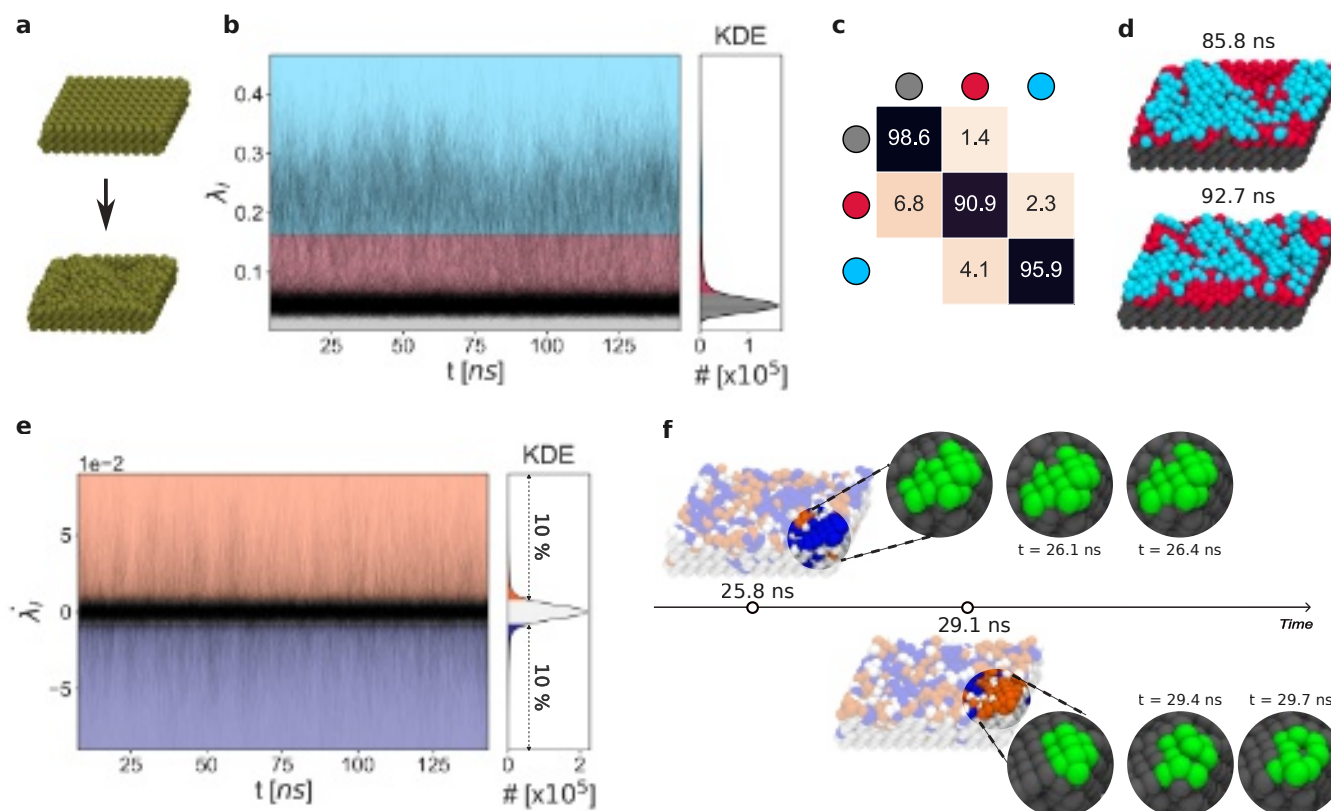 a
b
KDE
0.4
0.3
0.2
0.1
λi
25
50
75
100
125
t [ns]
0
1
# [x10⁵]
c
98.6
1.4
6.8
90.9
2.3
4.1
95.9
d
85.8 ns
92.7 ns
e
1e−2
KDE
5
0
−5
λ̇i
25
50
75
100
125
t [ns]
10 %
10 %
0
2
# [x10⁵]
f
t = 26.1 ns
t = 26.4 ns
25.8 ns
29.1 ns
Time
t = 29.4 ns
t = 29.7 ns